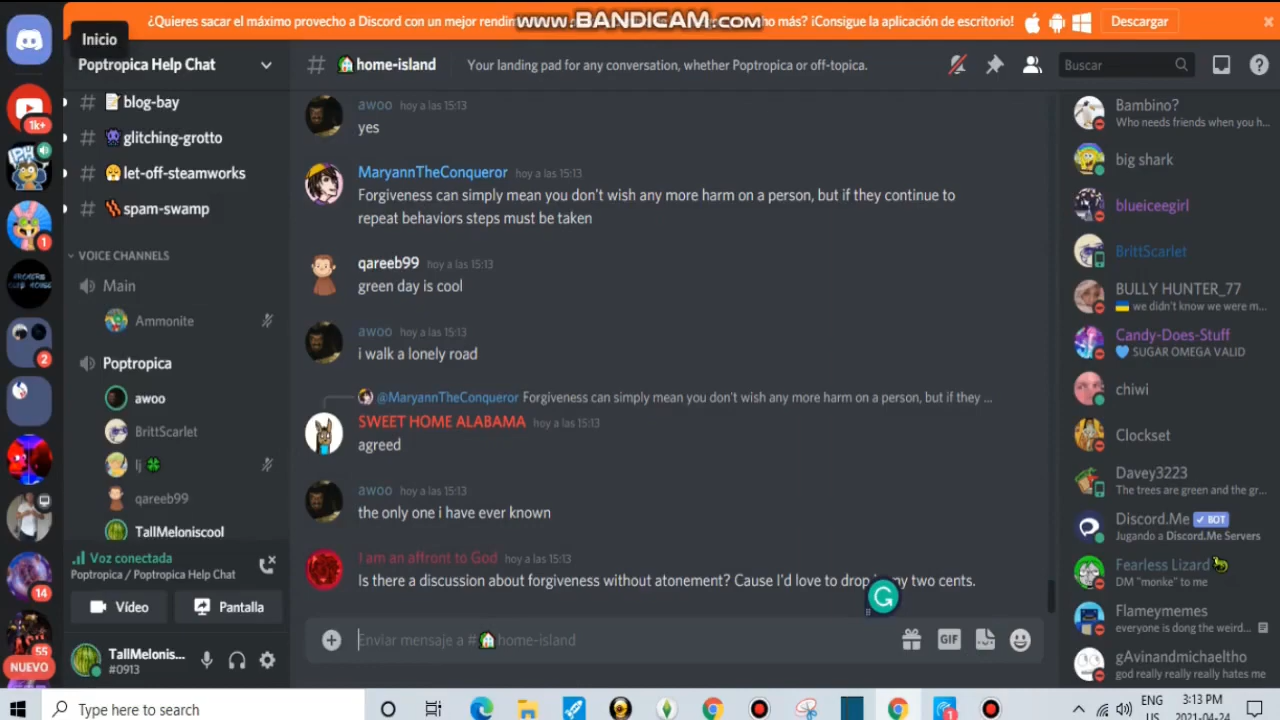 ¿Quieres sacar el máximo provecho a Discord con un mejor rendim
www.BANDICAM.com
ho más? ¡Consigue la aplicación de escritorio!
Descargar
Inicio
Poptropica Help Chat
home-island
Your landing pad for any conversation, whether Poptropica or off-topica.
Buscar
blog-bay
glitching-grotto
let-off-steamworks
spam-swamp
VOICE CHANNELS
Main
Ammonite
Poptropica
awoo
BrittScarlet
lj
qareeb99
TallMeloniscool
Voz conectada
Poptropica / Poptropica Help Chat
Vídeo
Pantalla
TallMelonis...
#0913
1k+
1
2
14
55
NUEVO
awoo hoy a las 15:13
yes
MaryannTheConqueror hoy a las 15:13
Forgiveness can simply mean you don't wish any more harm on a person, but if they continue to
repeat behaviors steps must be taken
qareeb99 hoy a las 15:13
green day is cool
awoo hoy a las 15:13
i walk a lonely road
@MaryannTheConqueror Forgiveness can simply mean you don't wish any more harm on a person, but if they ...
SWEET HOME ALABAMA hoy a las 15:13
agreed
awoo hoy a las 15:13
the only one i have ever known
I am an affront to God hoy a las 15:13
Is there a discussion about forgiveness without atonement? Cause I'd love to drop my two cents.
Enviar mensaje a # home-island
GIF
Bambino?
Who needs friends when you h...
big shark
blueiceegirl
BrittScarlet
BULLY HUNTER_77
we didn't know we were m...
Candy-Does-Stuff
SUGAR OMEGA VALID
chiwi
Clockset
Davey3223
The trees are green and the gr...
Discord.Me BOT
Jugando a Discord.Me Servers
Fearless Lizard
DM "monke" to me
Flameymemes
everyone is dong the weird...
gAvinandmichaeltho
god really really really hates me
Type here to search
1
ENG
US
3:13 PM
2021-04-24